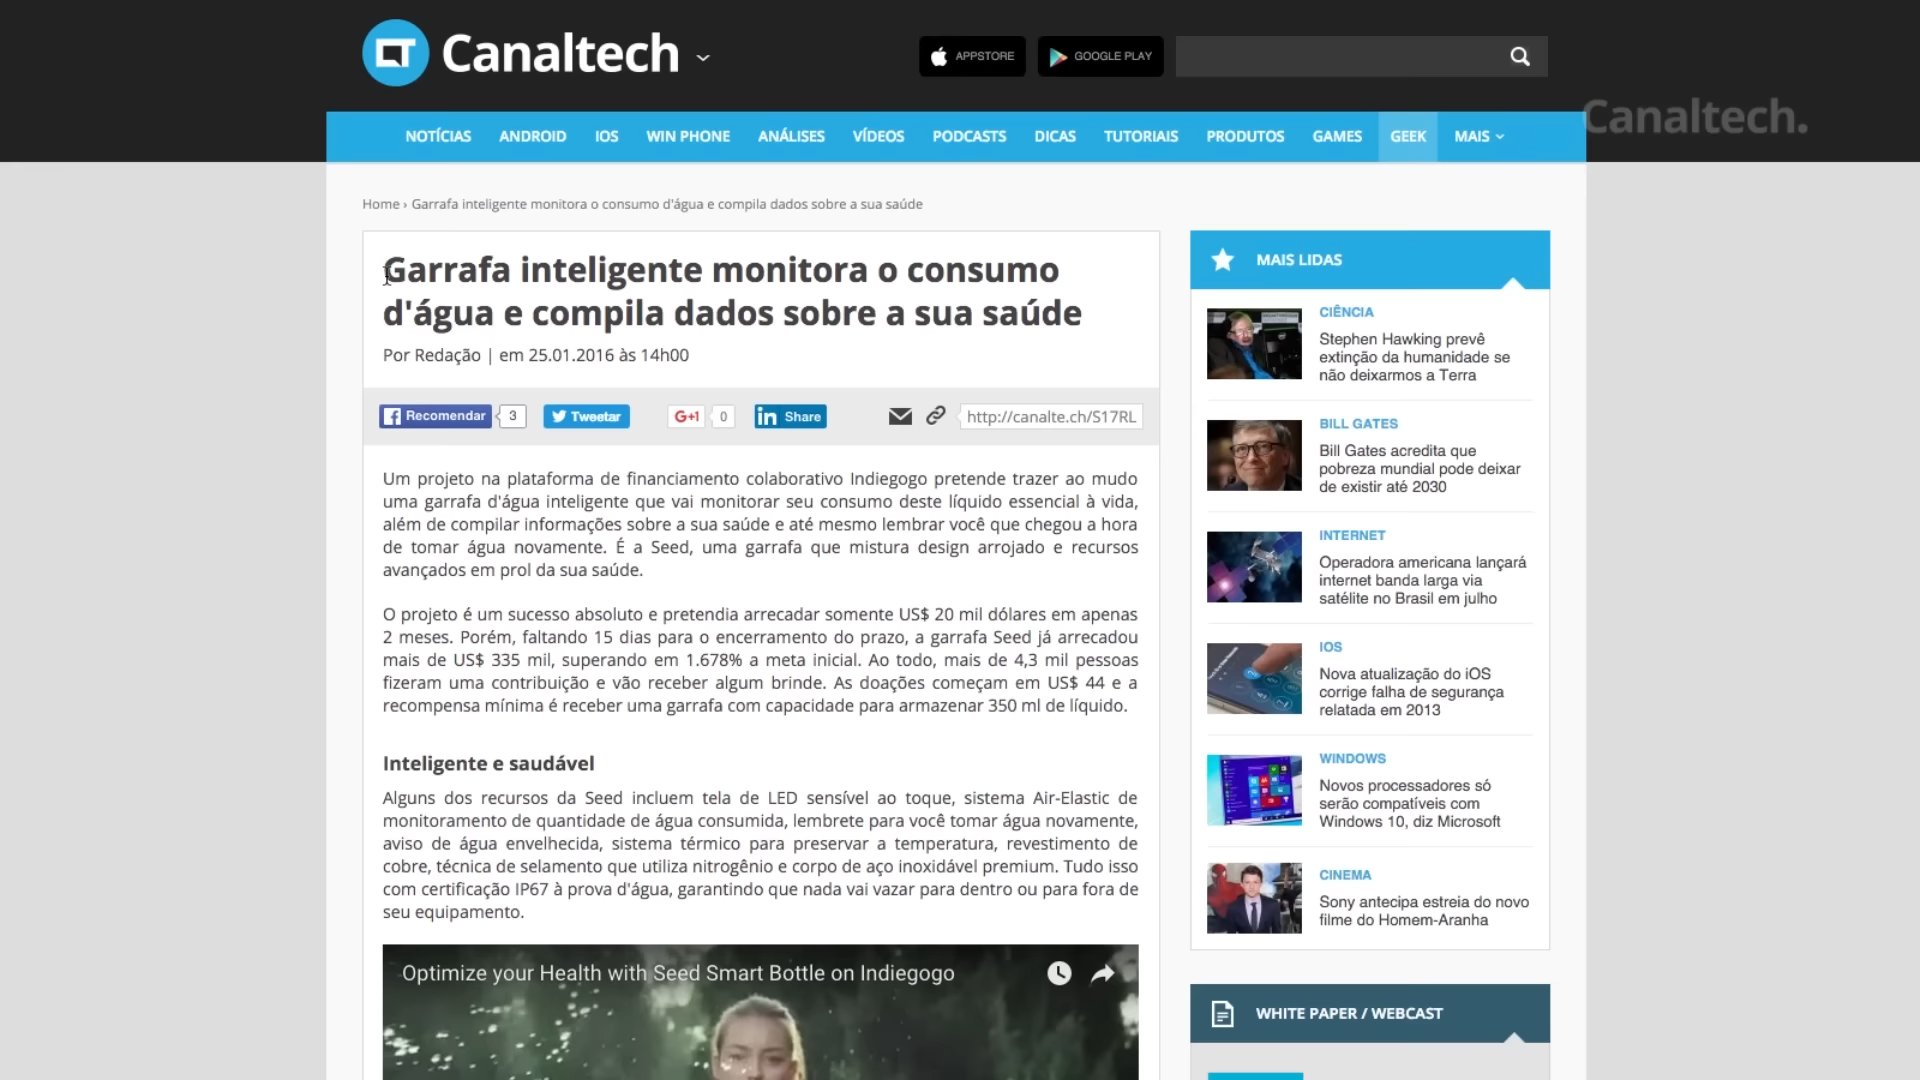 Canaltech
APPSTORE
GOOGLE PLAY
Canaltech.
NOTÍCIAS ANDROID IOS WIN PHONE ANÁLISES VÍDEOS PODCASTS DICAS TUTORIAIS PRODUTOS GAMES GEEK MAIS
Home › Garrafa inteligente monitora o consumo d'água e compila dados sobre a sua saúde
Garrafa inteligente monitora o consumo
d'água e compila dados sobre a sua saúde
Por Redação | em 25.01.2016 às 14h00
Recomendar 3 Tweetar G+1 0 in Share http://canalte.ch/S17RL
Um projeto na plataforma de financiamento colaborativo Indiegogo pretende trazer ao mudo
uma garrafa d'água inteligente que vai monitorar seu consumo deste líquido essencial à vida,
além de compilar informações sobre a sua saúde e até mesmo lembrar você que chegou a hora
de tomar água novamente. É a Seed, uma garrafa que mistura design arrojado e recursos
avançados em prol da sua saúde.
O projeto é um sucesso absoluto e pretendia arrecadar somente US$ 20 mil dólares em apenas
2 meses. Porém, faltando 15 dias para o encerramento do prazo, a garrafa Seed já arrecadou
mais de US$ 335 mil, superando em 1.678% a meta inicial. Ao todo, mais de 4,3 mil pessoas
fizeram uma contribuição e vão receber algum brinde. As doações começam em US$ 44 e a
recompensa mínima é receber uma garrafa com capacidade para armazenar 350 ml de líquido.
Inteligente e saudável
Alguns dos recursos da Seed incluem tela de LED sensível ao toque, sistema Air-Elastic de
monitoramento de quantidade de água consumida, lembrete para você tomar água novamente,
aviso de água envelhecida, sistema térmico para preservar a temperatura, revestimento de
cobre, técnica de selamento que utiliza nitrogênio e corpo de aço inoxidável premium. Tudo isso
com certificação IP67 à prova d'água, garantindo que nada vai vazar para dentro ou para fora de
seu equipamento.
Optimize your Health with Seed Smart Bottle on Indiegogo
MAIS LIDAS
CIÊNCIA
Stephen Hawking prevê
extinção da humanidade se
não deixarmos a Terra
BILL GATES
Bill Gates acredita que
pobreza mundial pode deixar
de existir até 2030
INTERNET
Operadora americana lançará
internet banda larga via
satélite no Brasil em julho
IOS
Nova atualização do iOS
corrige falha de segurança
relatada em 2013
WINDOWS
Novos processadores só
serão compatíveis com
Windows 10, diz Microsoft
CINEMA
Sony antecipa estreia do novo
filme do Homem-Aranha
WHITE PAPER / WEBCAST